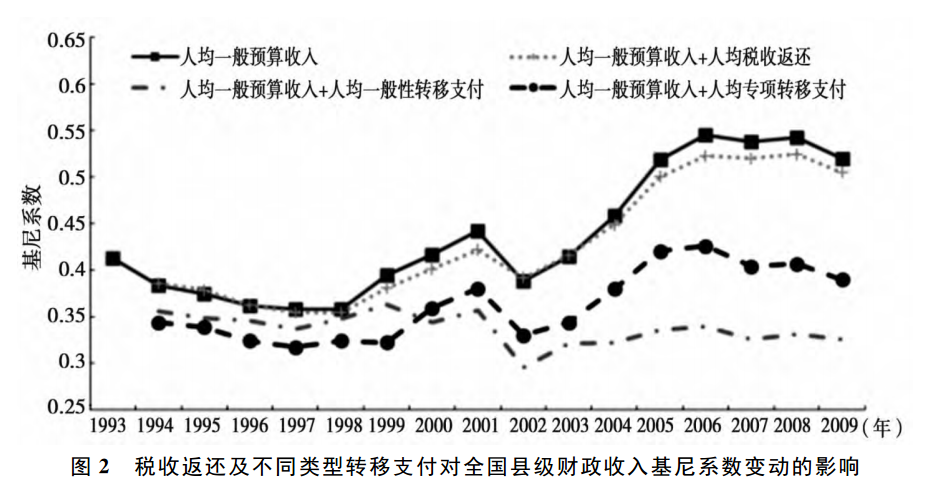 0.65
人均一般预算收入
人均一般预算收入+人均税收返还
0.6
人均一般预算收入+人均一般性转移支付
人均一般预算收入+人均专项转移支付
0.55
0.5
0.45
基尼系数
0.4
0.35
0.3
0.25
1993 1994 1995 1996 1997 1998 1999 2000 2001 2002 2003 2004 2005 2006 2007 2008 2009 (年)
图 2 税收返还及不同类型转移支付对全国县级财政收入基尼系数变动的影响